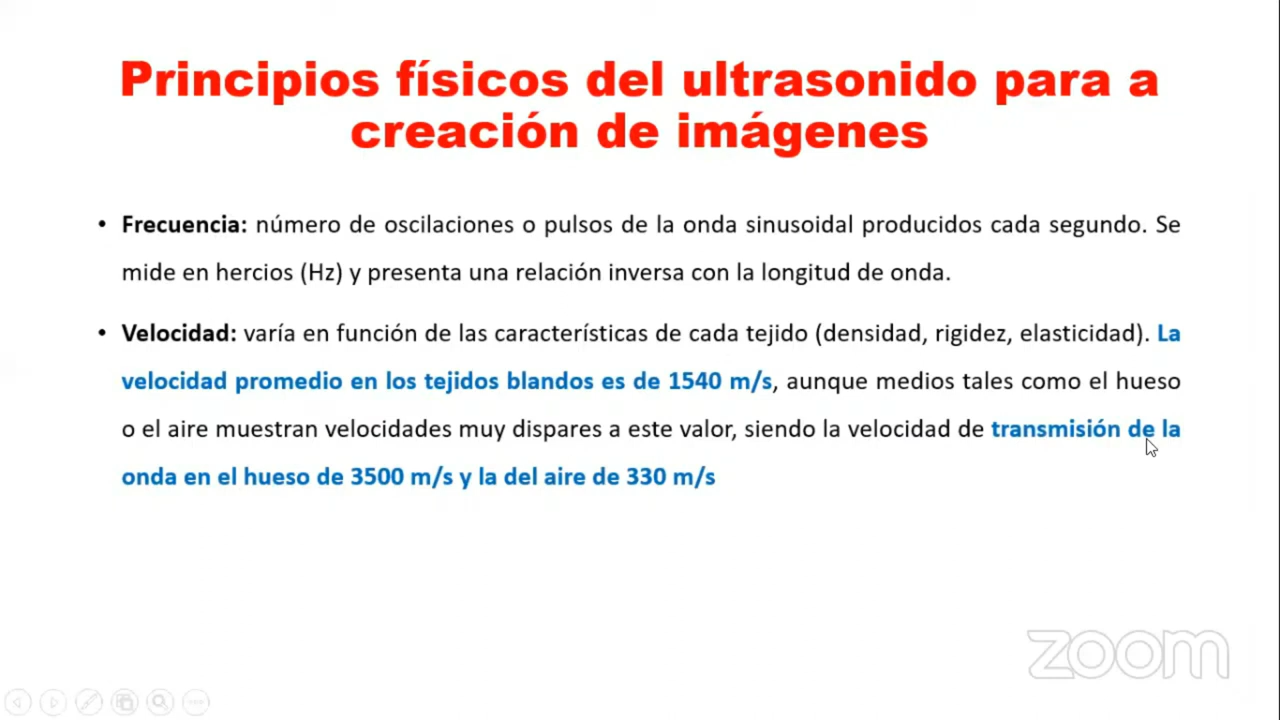 Principios físicos del ultrasonido para a
creación de imágenes
• Frecuencia: número de oscilaciones o pulsos de la onda sinusoidal producidos cada segundo. Se
mide en hercios (Hz) y presenta una relación inversa con la longitud de onda.
• Velocidad: varía en función de las características de cada tejido (densidad, rigidez, elasticidad). La
velocidad promedio en los tejidos blandos es de 1540 m/s, aunque medios tales como el hueso
o el aire muestran velocidades muy dispares a este valor, siendo la velocidad de transmisión de la
onda en el hueso de 3500 m/s y la del aire de 330 m/s
zoom